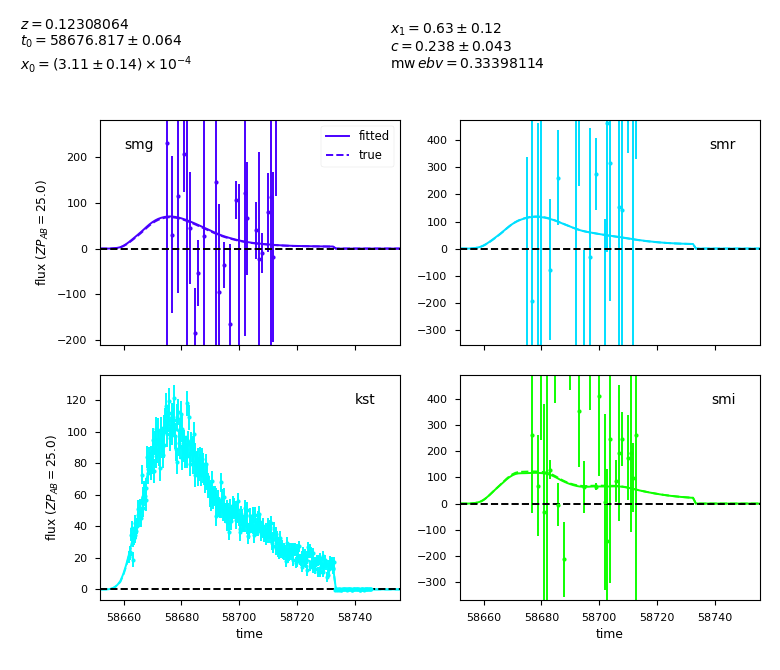 z = 0.12308064
t₀ = 58676.817 ± 0.064
x₀ = (3.11 ± 0.14) × 10⁻⁴
x₁ = 0.63 ± 0.12
c = 0.238 ± 0.043
mw ebv = 0.33398114
smg
fitted
true
flux (ZP_AB = 25.0)
200
100
0
−100
−200
smr
400
300
200
100
0
−100
−200
−300
kst
flux (ZP_AB = 25.0)
120
100
80
60
40
20
0
58660 58680 58700 58720 58740
time
smi
400
300
200
100
0
−100
−200
−300
58660 58680 58700 58720 58740
time